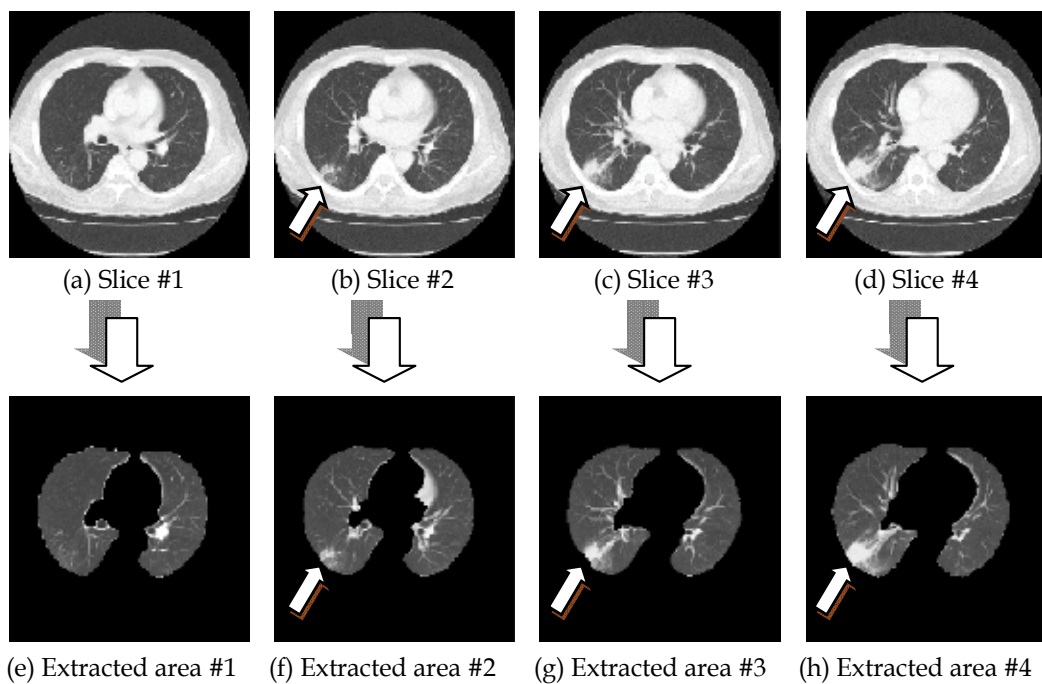 (a) Slice #1
(b) Slice #2
(c) Slice #3
(d) Slice #4
(e) Extracted area #1
(f) Extracted area #2
(g) Extracted area #3
(h) Extracted area #4